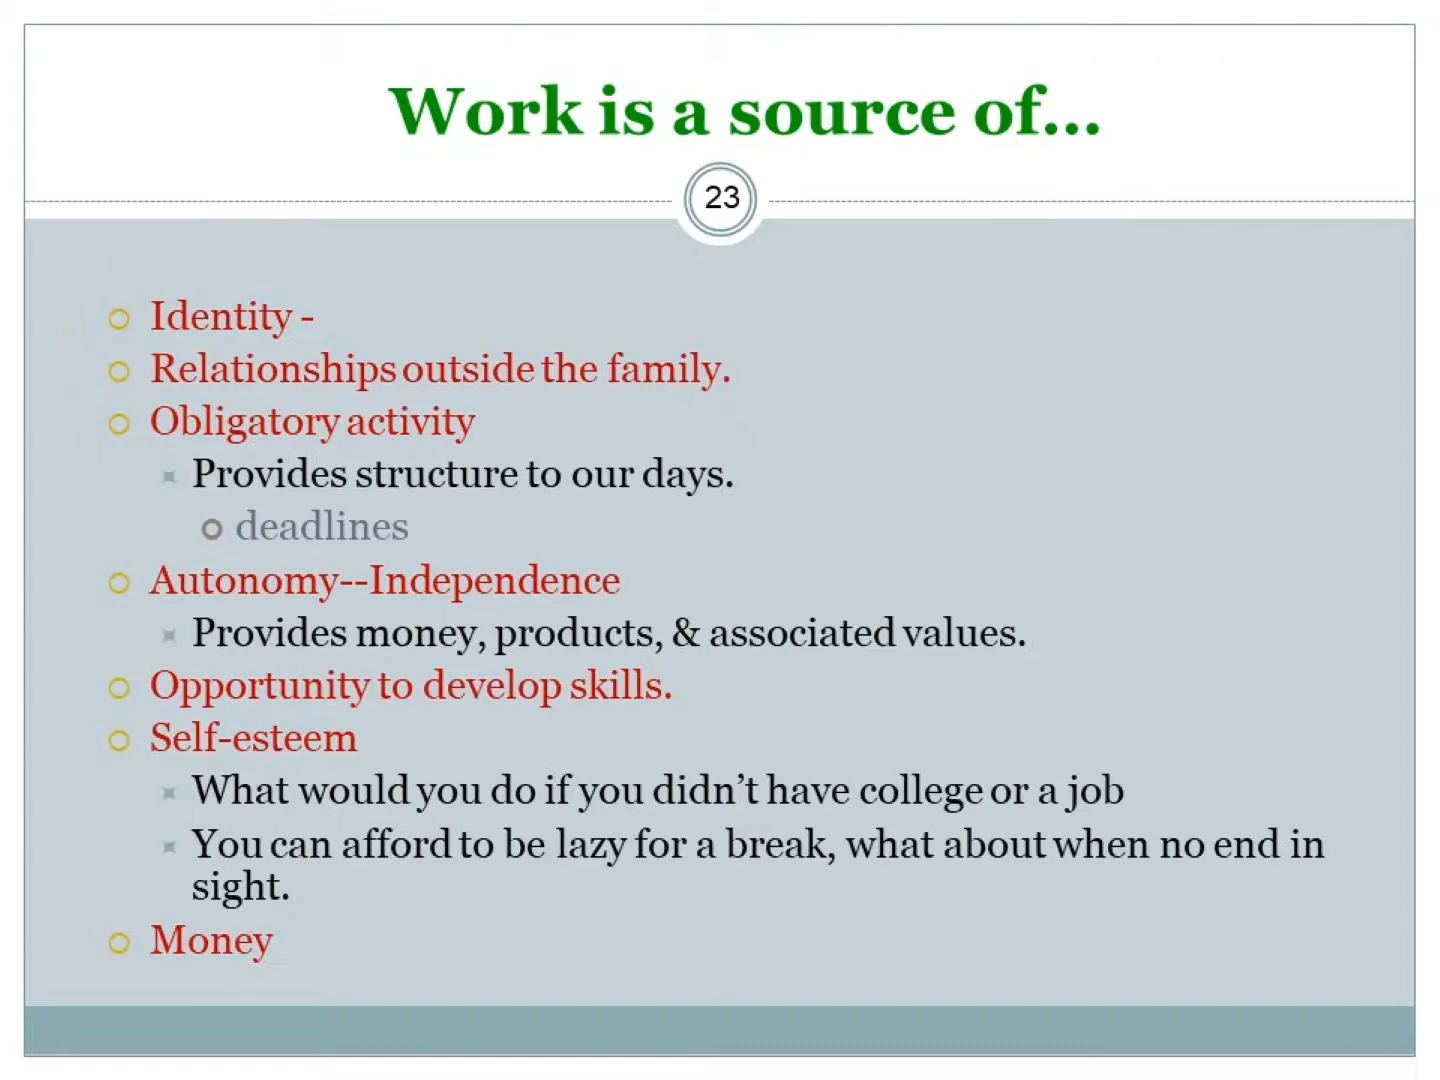 Work is a source of...
23
Identity -
Relationships outside the family.
Obligatory activity
Provides structure to our days.
deadlines
Autonomy--Independence
Provides money, products, & associated values.
Opportunity to develop skills.
Self-esteem
What would you do if you didn’t have college or a job
You can afford to be lazy for a break, what about when no end in
sight.
Money